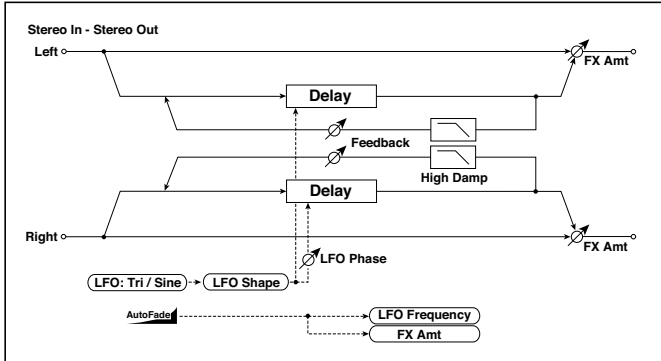 Stereo In - Stereo Out
Left
FX Amt
Delay
Feedback
High Damp
Delay
Right
FX Amt
LFO Phase
LFO: Tri / Sine
LFO Shape
AutoFade
LFO Frequency
FX Amt